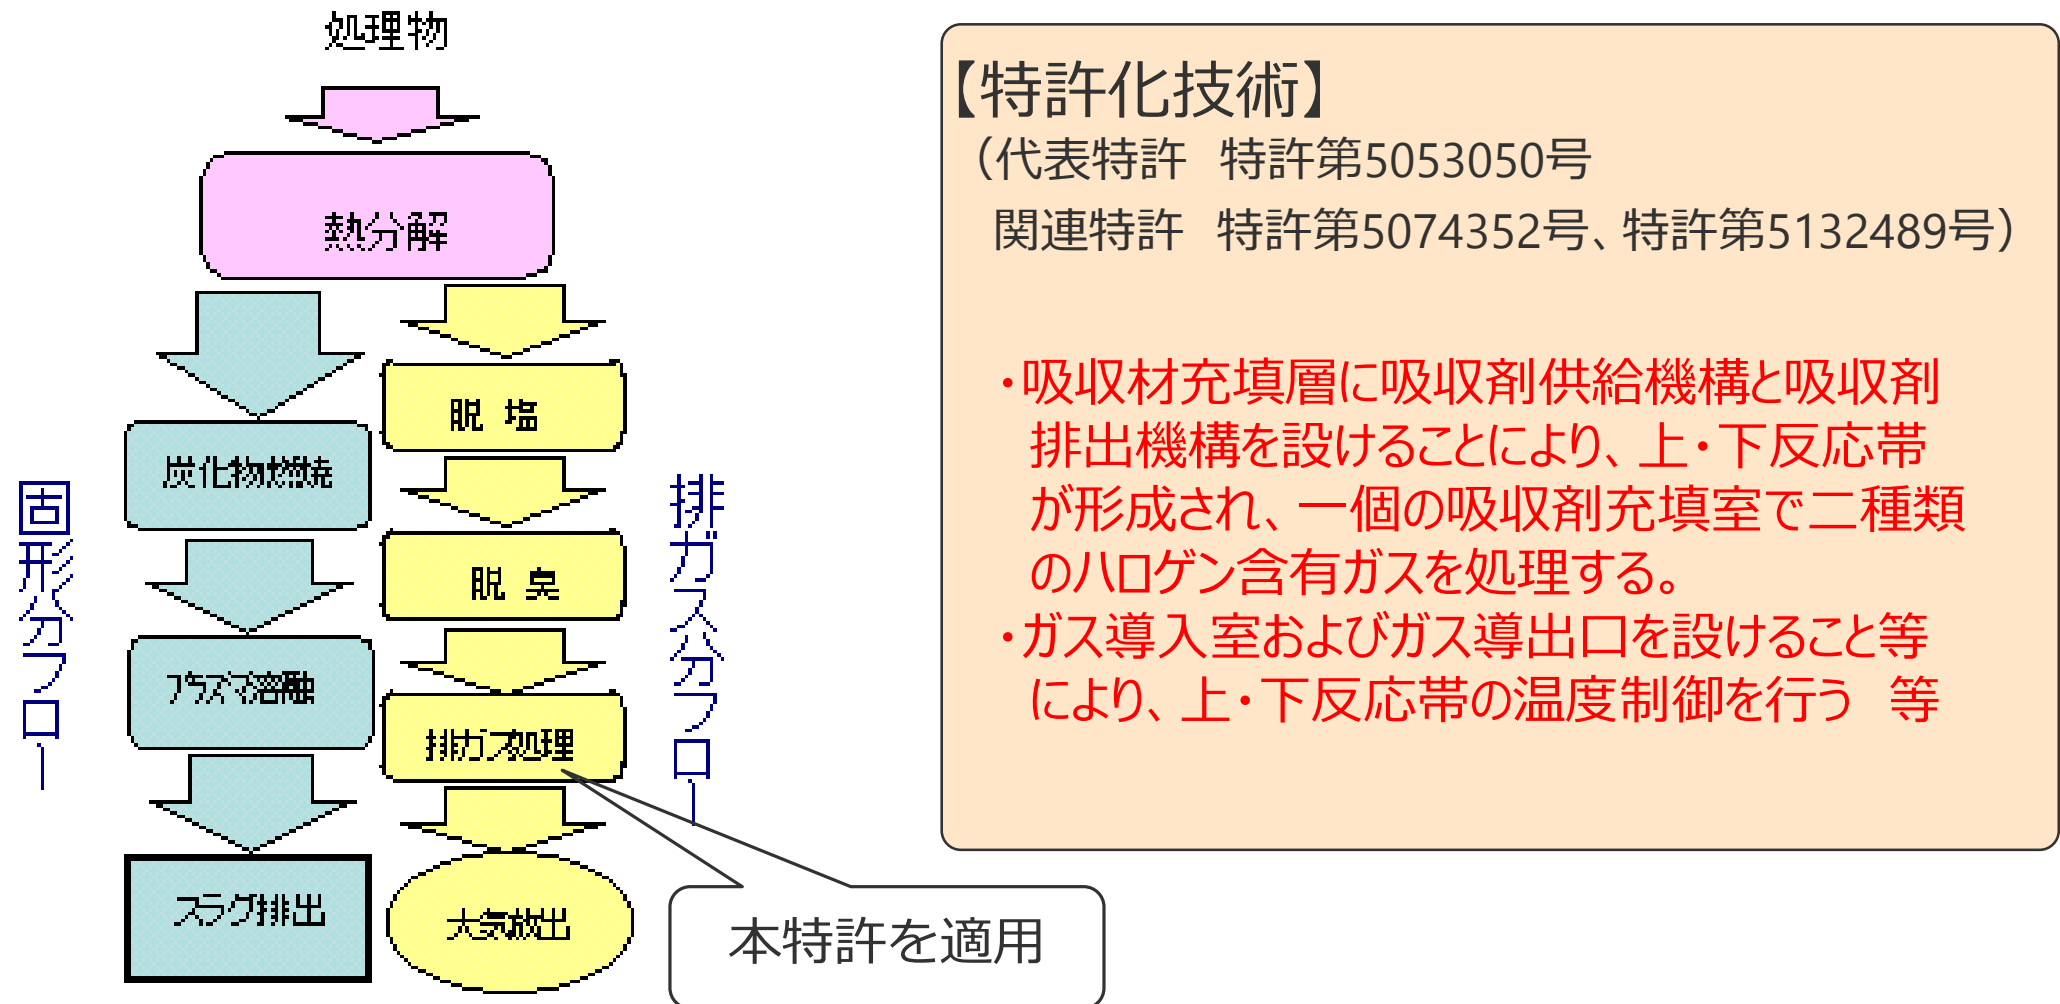 処理物
熱分解
炭化物燃焼
プラズマ溶融
スラグ排出
脱 塩
脱 臭
排ガス処理
大気放出
固形分フロー
排ガス分フロー
本特許を適用
【特許化技術】
（代表特許　特許第5053050号
関連特許　特許第5074352号、特許第5132489号）
・吸収材充填層に吸収剤供給機構と吸収剤
排出機構を設けることにより、上・下反応帯
が形成され、一個の吸収剤充填室で二種類
のハロゲン含有ガスを処理する。
・ガス導入室およびガス導出口を設けること等
により、上・下反応帯の温度制御を行う　等